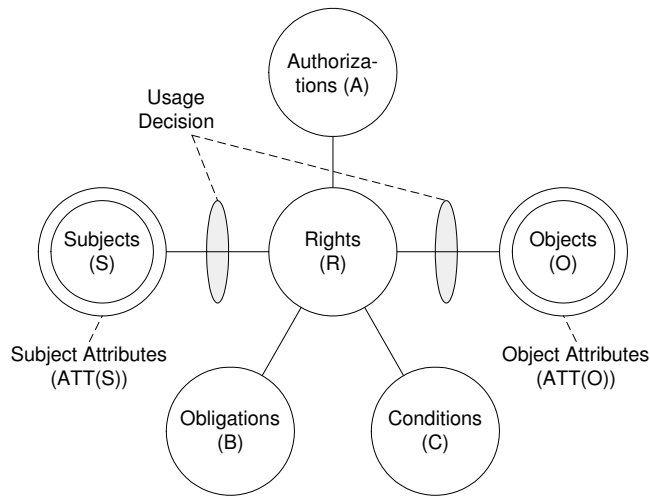 Authoriza-
tions (A)
Usage
Decision
Subjects
(S)
Rights
(R)
Objects
(O)
Subject Attributes
(ATT(S))
Object Attributes
(ATT(O))
Obligations
(B)
Conditions
(C)